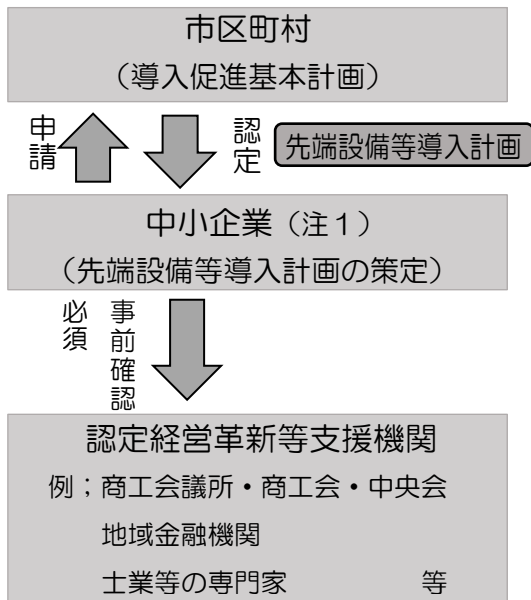 市区町村
（導入促進基本計画）
申請
認定
先端設備等導入計画
中小企業（注１）
（先端設備等導入計画の策定）
必須
事前確認
認定経営革新等支援機関
例；商工会議所・商工会・中央会
地域金融機関
士業等の専門家　　　　　等